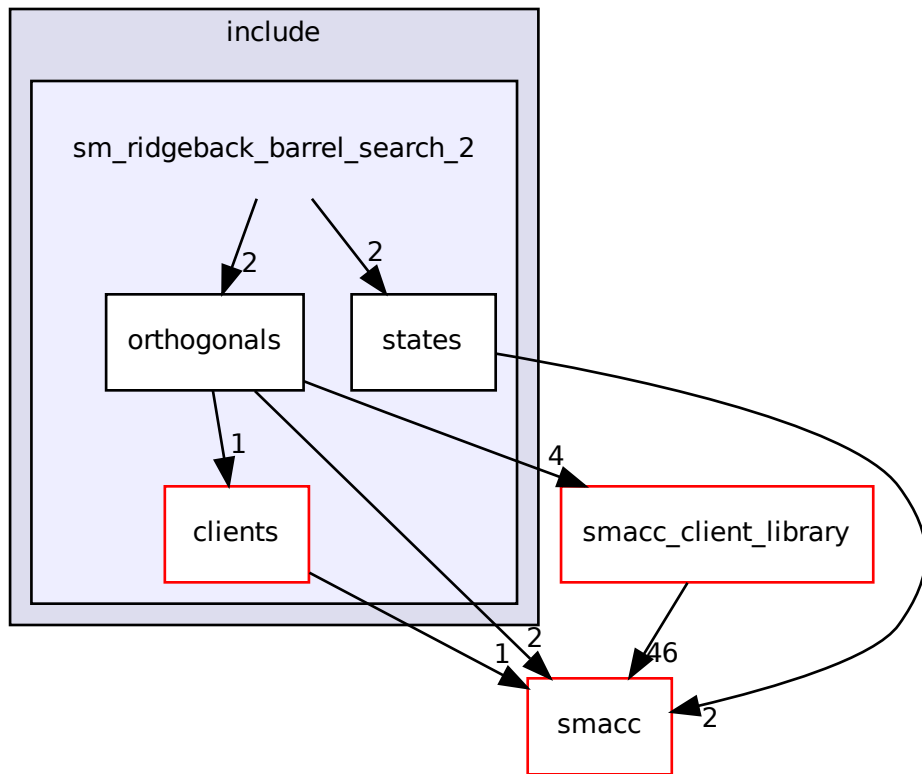 include
sm_ridgeback_barrel_search_2
2
2
orthogonals
states
1
4
clients
smacc_client_library
1
2
46
2
smacc